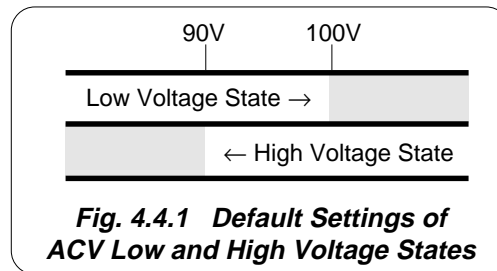 90V 100V
Low Voltage State →
← High Voltage State
Fig. 4.4.1 Default Settings of
ACV Low and High Voltage States